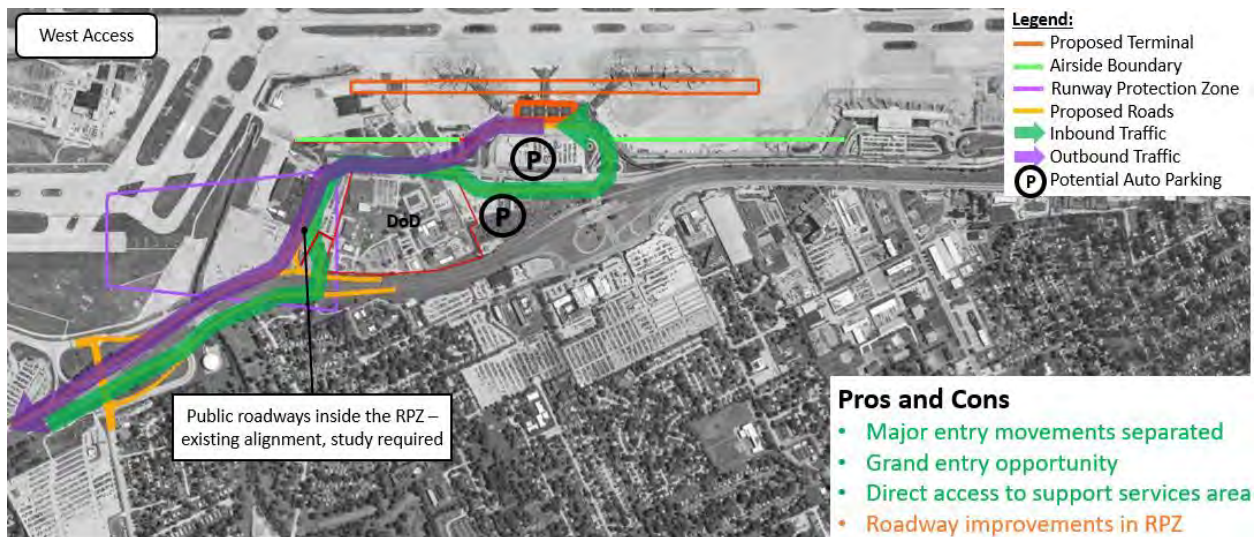 West Access
Legend:
Proposed Terminal
Airside Boundary
Runway Protection Zone
Proposed Roads
Inbound Traffic
Outbound Traffic
P Potential Auto Parking
P
P
DoD
Public roadways inside the RPZ –
existing alignment, study required
Pros and Cons
• Major entry movements separated
• Grand entry opportunity
• Direct access to support services area
• Roadway improvements in RPZ